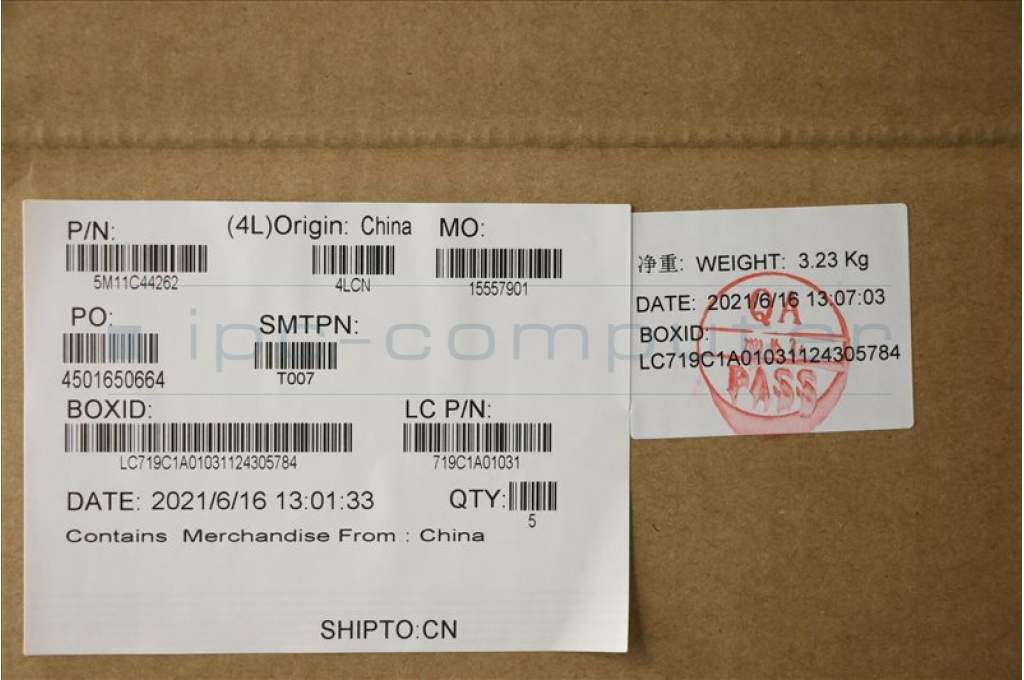 P/N:
5M11C44262
(4L)Origin: China
4LCN
MO:
15557901
PO:
4501650664
SMTPN:
T007
BOXID:
LC719C1A01031124305784
LC P/N:
719C1A01031
DATE: 2021/6/16 13:01:33
QTY:
5
Contains Merchandise From : China
SHIPTO:CN
净重: WEIGHT: 3.23 Kg
DATE: 2021/6/16 13:07:03
BOXID:
LC719C1A01031124305784
QA
PASS
ipc-computer